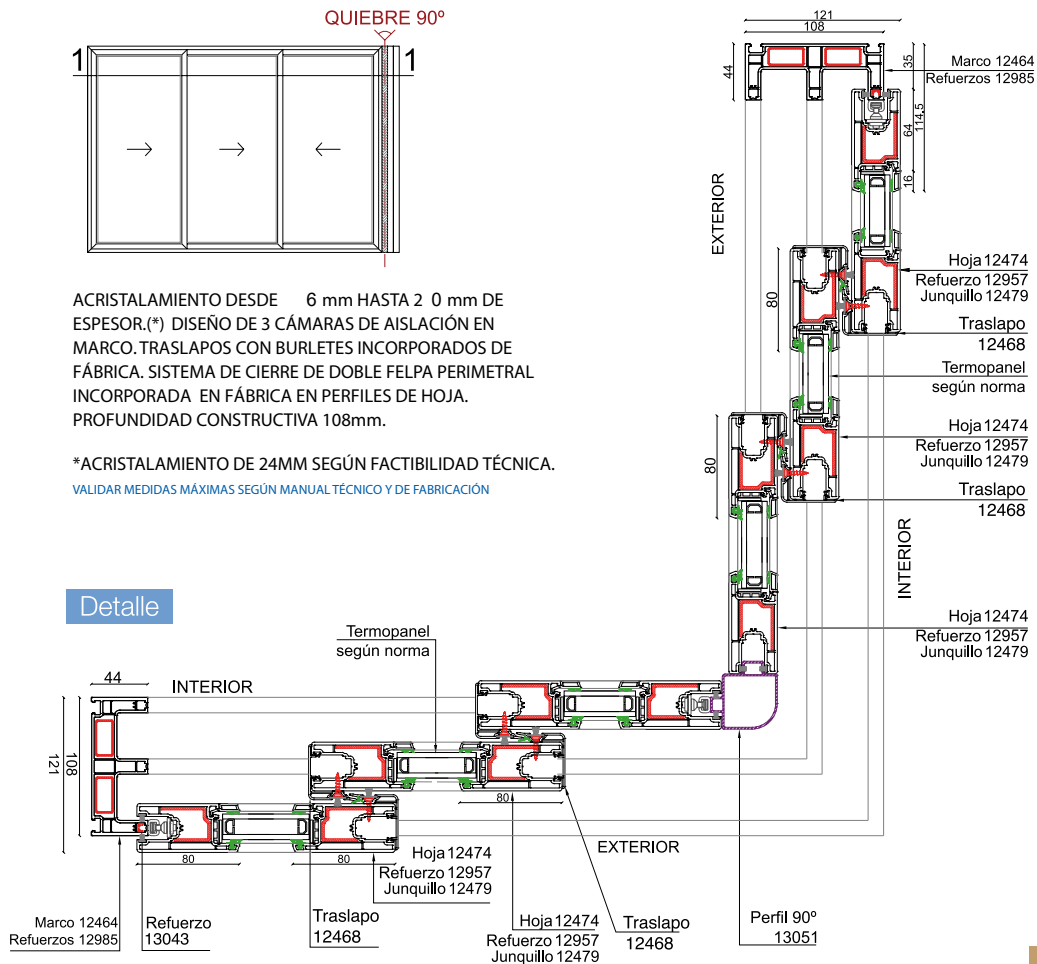 QUIEBRE 90º
1 1
ACRISTALAMIENTO DESDE 6 mm HASTA 2 0 mm DE
ESPESOR.(*) DISEÑO DE 3 CÁMARAS DE AISLACIÓN EN
MARCO. TRASLAPOS CON BURLETES INCORPORADOS DE
FÁBRICA. SISTEMA DE CIERRE DE DOBLE FELPA PERIMETRAL
INCORPORADA EN FÁBRICA EN PERFILES DE HOJA.
PROFUNDIDAD CONSTRUCTIVA 108mm.
*ACRISTALAMIENTO DE 24MM SEGÚN FACTIBILIDAD TÉCNICA.
VALIDAR MEDIDAS MÁXIMAS SEGÚN MANUAL TÉCNICO Y DE FABRICACIÓN
121
108
44
35
114.5
64
16
Marco 12464
Refuerzos 12985
EXTERIOR
80
Hoja 12474
Refuerzo 12957
Junquillo 12479
Traslapo
12468
Termopanel
según norma
80
Hoja 12474
Refuerzo 12957
Junquillo 12479
Traslapo
12468
INTERIOR
Hoja 12474
Refuerzo 12957
Junquillo 12479
Detalle
Termopanel
según norma
44
INTERIOR
121
108
80
80
80
EXTERIOR
Marco 12464
Refuerzos 12985
Refuerzo
13043
Traslapo
12468
Hoja 12474
Refuerzo 12957
Junquillo 12479
Hoja 12474
Refuerzo 12957
Junquillo 12479
Traslapo
12468
Perfil 90º
13051